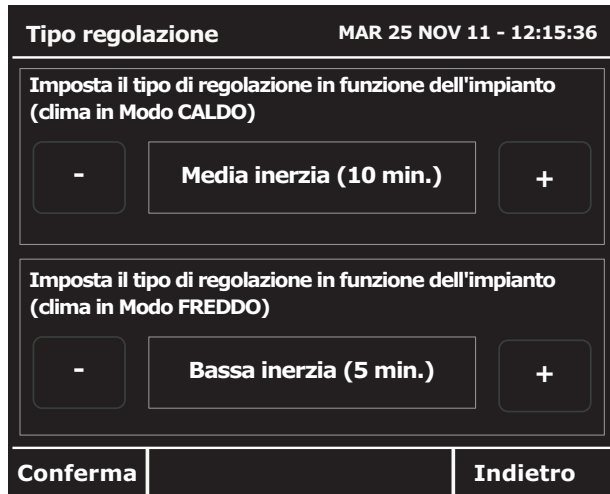 Tipo regolazione MAR 25 NOV 11 - 12:15:36
Imposta il tipo di regolazione in funzione dell'impianto
(clima in Modo CALDO)
- Media inerzia (10 min.) +
Imposta il tipo di regolazione in funzione dell'impianto
(clima in Modo FREDDO)
- Bassa inerzia (5 min.) +
Conferma Indietro